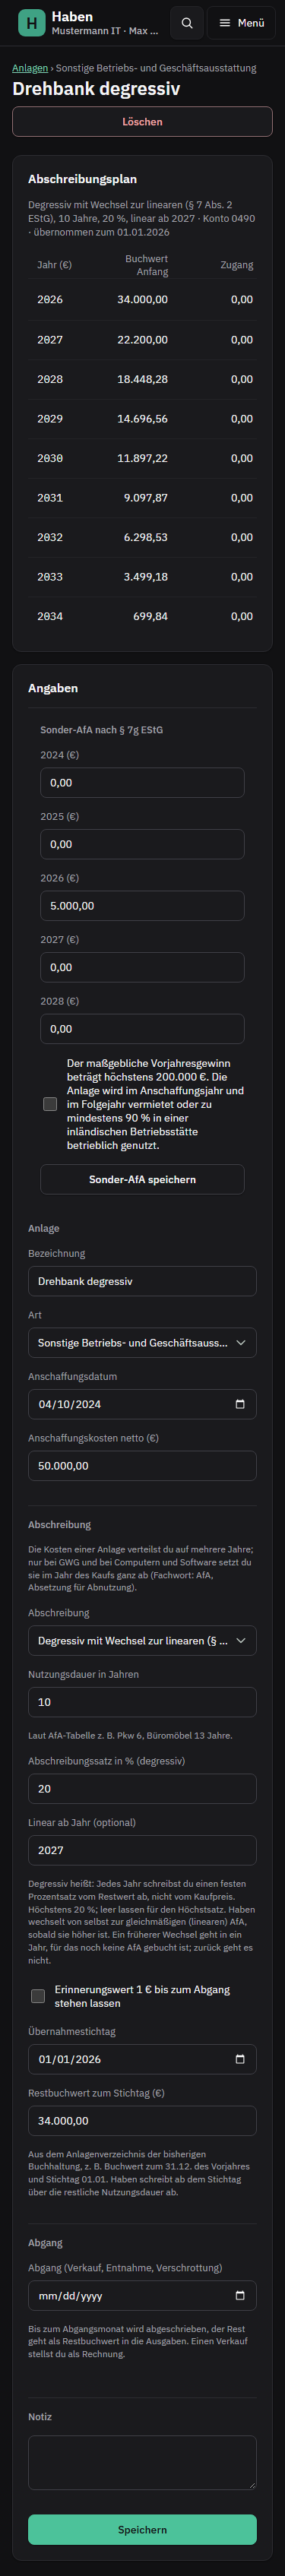 H
Haben
Mustermann IT · Max ...
Menü
Anlagen › Sonstige Betriebs- und Geschäftsausstattung
Drehbank degressiv
Löschen
Abschreibungsplan
Degressiv mit Wechsel zur linearen (§ 7 Abs. 2
EStG), 10 Jahre, 20 %, linear ab 2027 · Konto 0490
· übernommen zum 01.01.2026
Jahr (€) Buchwert Anfang Zugang
2026 34.000,00 0,00
2027 22.200,00 0,00
2028 18.448,28 0,00
2029 14.696,56 0,00
2030 11.897,22 0,00
2031 9.097,87 0,00
2032 6.298,53 0,00
2033 3.499,18 0,00
2034 699,84 0,00
Angaben
Sonder-AfA nach § 7g EStG
2024 (€)
0,00
2025 (€)
0,00
2026 (€)
5.000,00
2027 (€)
0,00
2028 (€)
0,00
Der maßgebliche Vorjahresgewinn
beträgt höchstens 200.000 €. Die
Anlage wird im Anschaffungsjahr und
im Folgejahr vermietet oder zu
mindestens 90 % in einer
inländischen Betriebsstätte
betrieblich genutzt.
Sonder-AfA speichern
Anlage
Bezeichnung
Drehbank degressiv
Art
Sonstige Betriebs- und Geschäftsauss...
Anschaffungsdatum
04/10/2024
Anschaffungskosten netto (€)
50.000,00
Abschreibung
Die Kosten einer Anlage verteilst du auf mehrere Jahre;
nur bei GWG und bei Computern und Software setzt du
sie im Jahr des Kaufs ganz ab (Fachwort: AfA,
Absetzung für Abnutzung).
Abschreibung
Degressiv mit Wechsel zur linearen (§ ...
Nutzungsdauer in Jahren
10
Laut AfA-Tabelle z. B. Pkw 6, Büromöbel 13 Jahre.
Abschreibungssatz in % (degressiv)
20
Linear ab Jahr (optional)
2027
Degressiv heißt: Jedes Jahr schreibst du einen festen
Prozentsatz vom Restwert ab, nicht vom Kaufpreis.
Höchstens 20 %; leer lassen für den Höchstsatz. Haben
wechselt von selbst zur gleichmäßigen (linearen) AfA,
sobald sie höher ist. Ein früherer Wechsel geht in ein
Jahr, für das noch keine AfA gebucht ist; zurück geht es
nicht.
Erinnerungswert 1 € bis zum Abgang
stehen lassen
Übernahmestichtag
01/01/2026
Restbuchwert zum Stichtag (€)
34.000,00
Aus dem Anlagenverzeichnis der bisherigen
Buchhaltung, z. B. Buchwert zum 31.12. des Vorjahres
und Stichtag 01.01. Haben schreibt ab dem Stichtag
über die restliche Nutzungsdauer ab.
Abgang
Abgang (Verkauf, Entnahme, Verschrottung)
mm/dd/yyyy
Bis zum Abgangsmonat wird abgeschrieben, der Rest
geht als Restbuchwert in die Ausgaben. Einen Verkauf
stellst du als Rechnung.
Notiz
Speichern